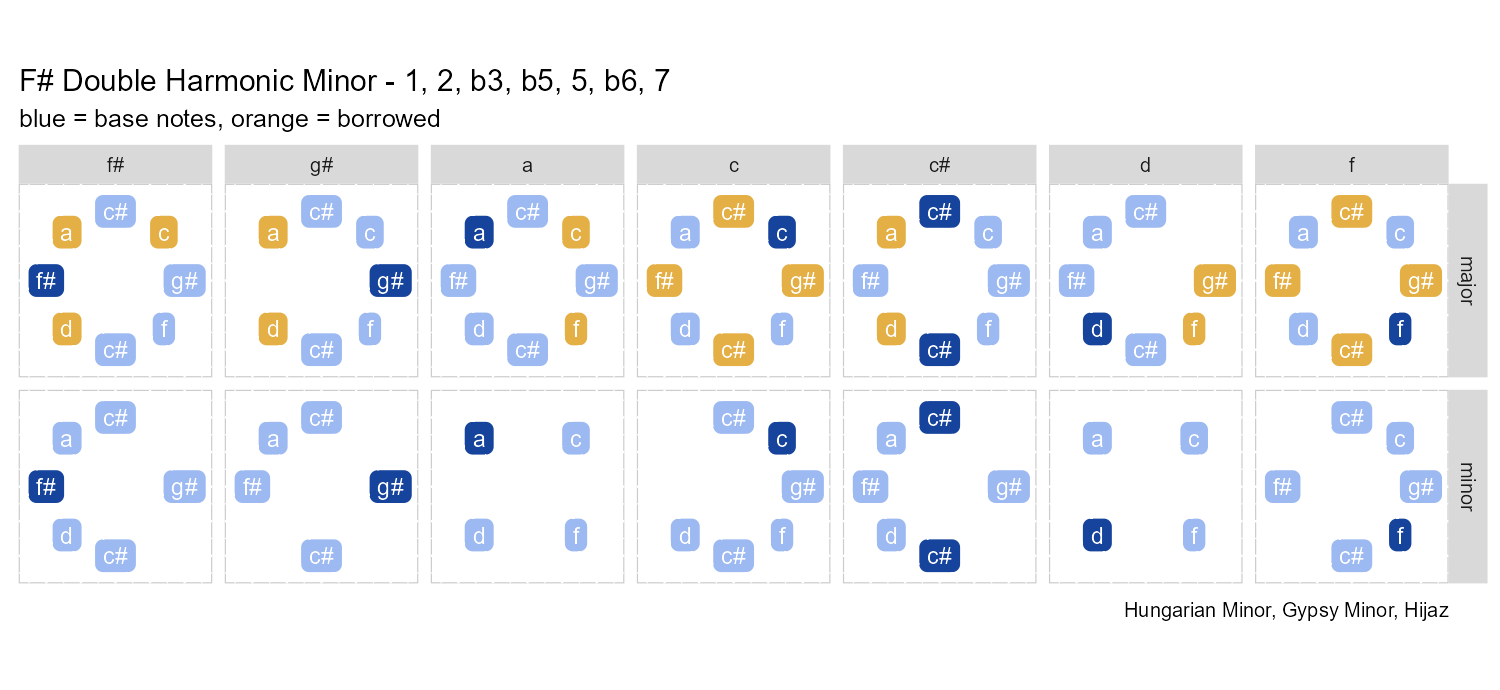 F# Double Harmonic Minor - 1, 2, b3, b5, 5, b6, 7
blue = base notes, orange = borrowed
f# g# a c c# d f
c# c# c# c# c# c# c#
a c a c a c a c a c a a c
f# g# g# f# g# f# g# f# g# f# g# f# g#
d f d f d f d f d f d f d f
c# c# c# c# c# c# c#
major
c# c# c# c# c#
a a a c c a a c c
f# g# f# g# g# f# g# f# g#
d d f d f d d f f
c# c# c# c# c#
minor
Hungarian Minor, Gypsy Minor, Hijaz